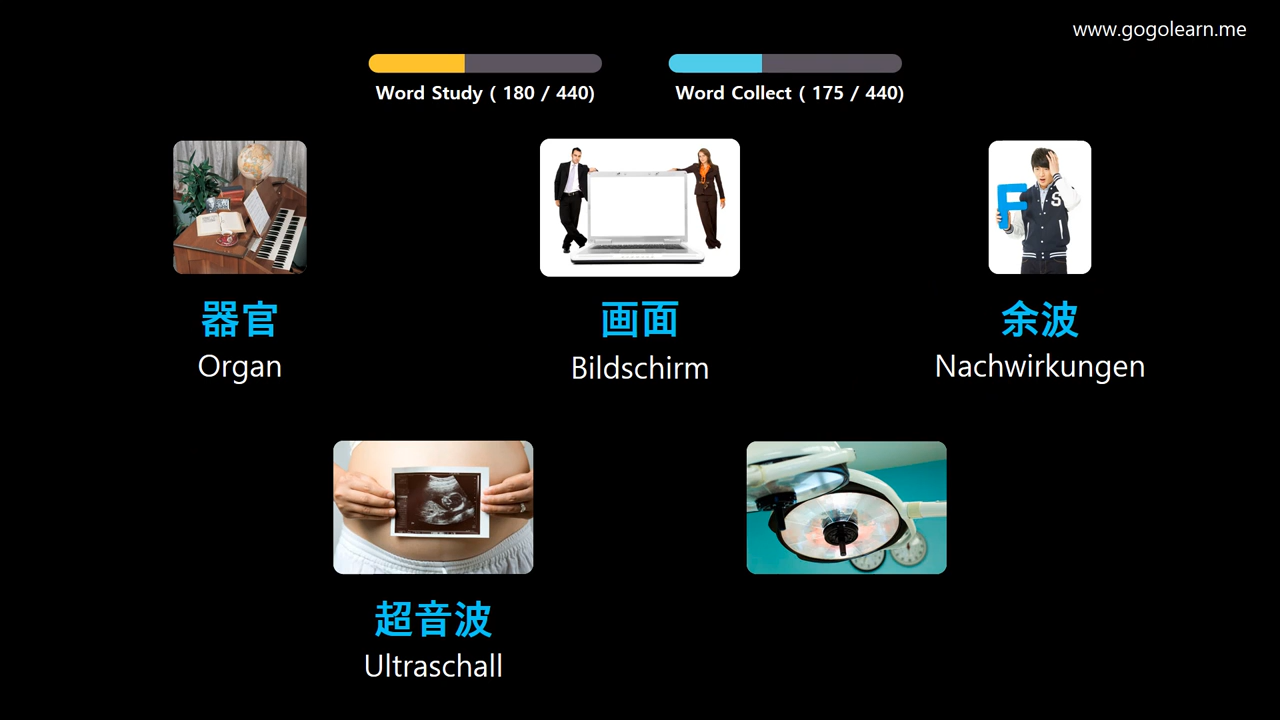 www.gogolearn.me
Word Study ( 180 / 440)
Word Collect ( 175 / 440)
F
S
器官
Organ
画面
Bildschirm
余波
Nachwirkungen
超音波
Ultraschall